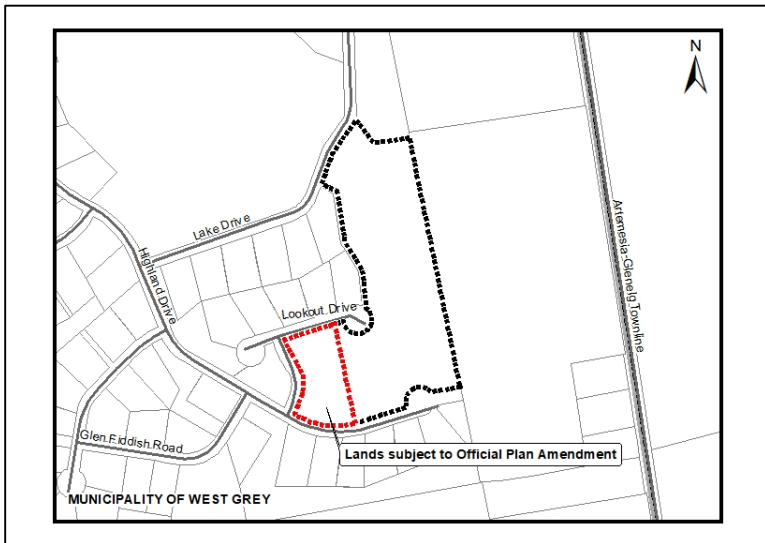 N
Lake Drive
Highland Drive
Lookout Drive
Artemesia-Glenelg Townline
Glen Fiddish Road
Lands subject to Official Plan Amendment
MUNICIPALITY OF WEST GREY